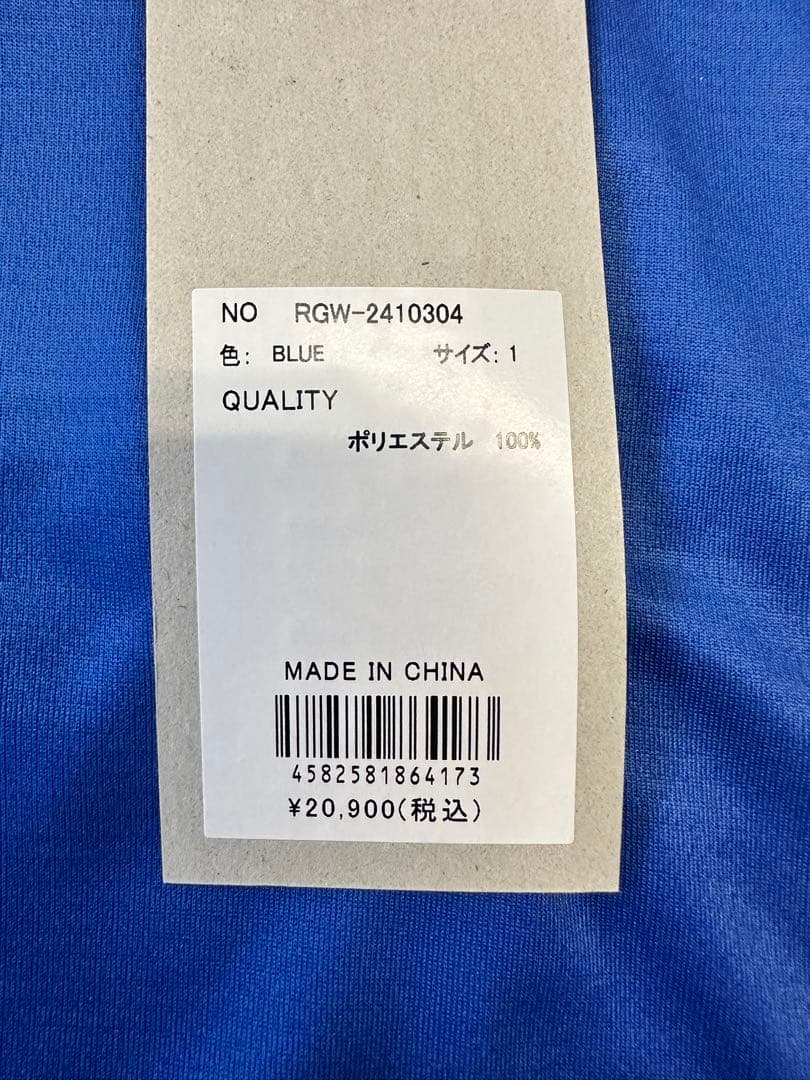 NO RGW-2410304
色: BLUE サイズ: 1
QUALITY
ポリエステル 100%
MADE IN CHINA
4582581864173
¥20,900(税込)